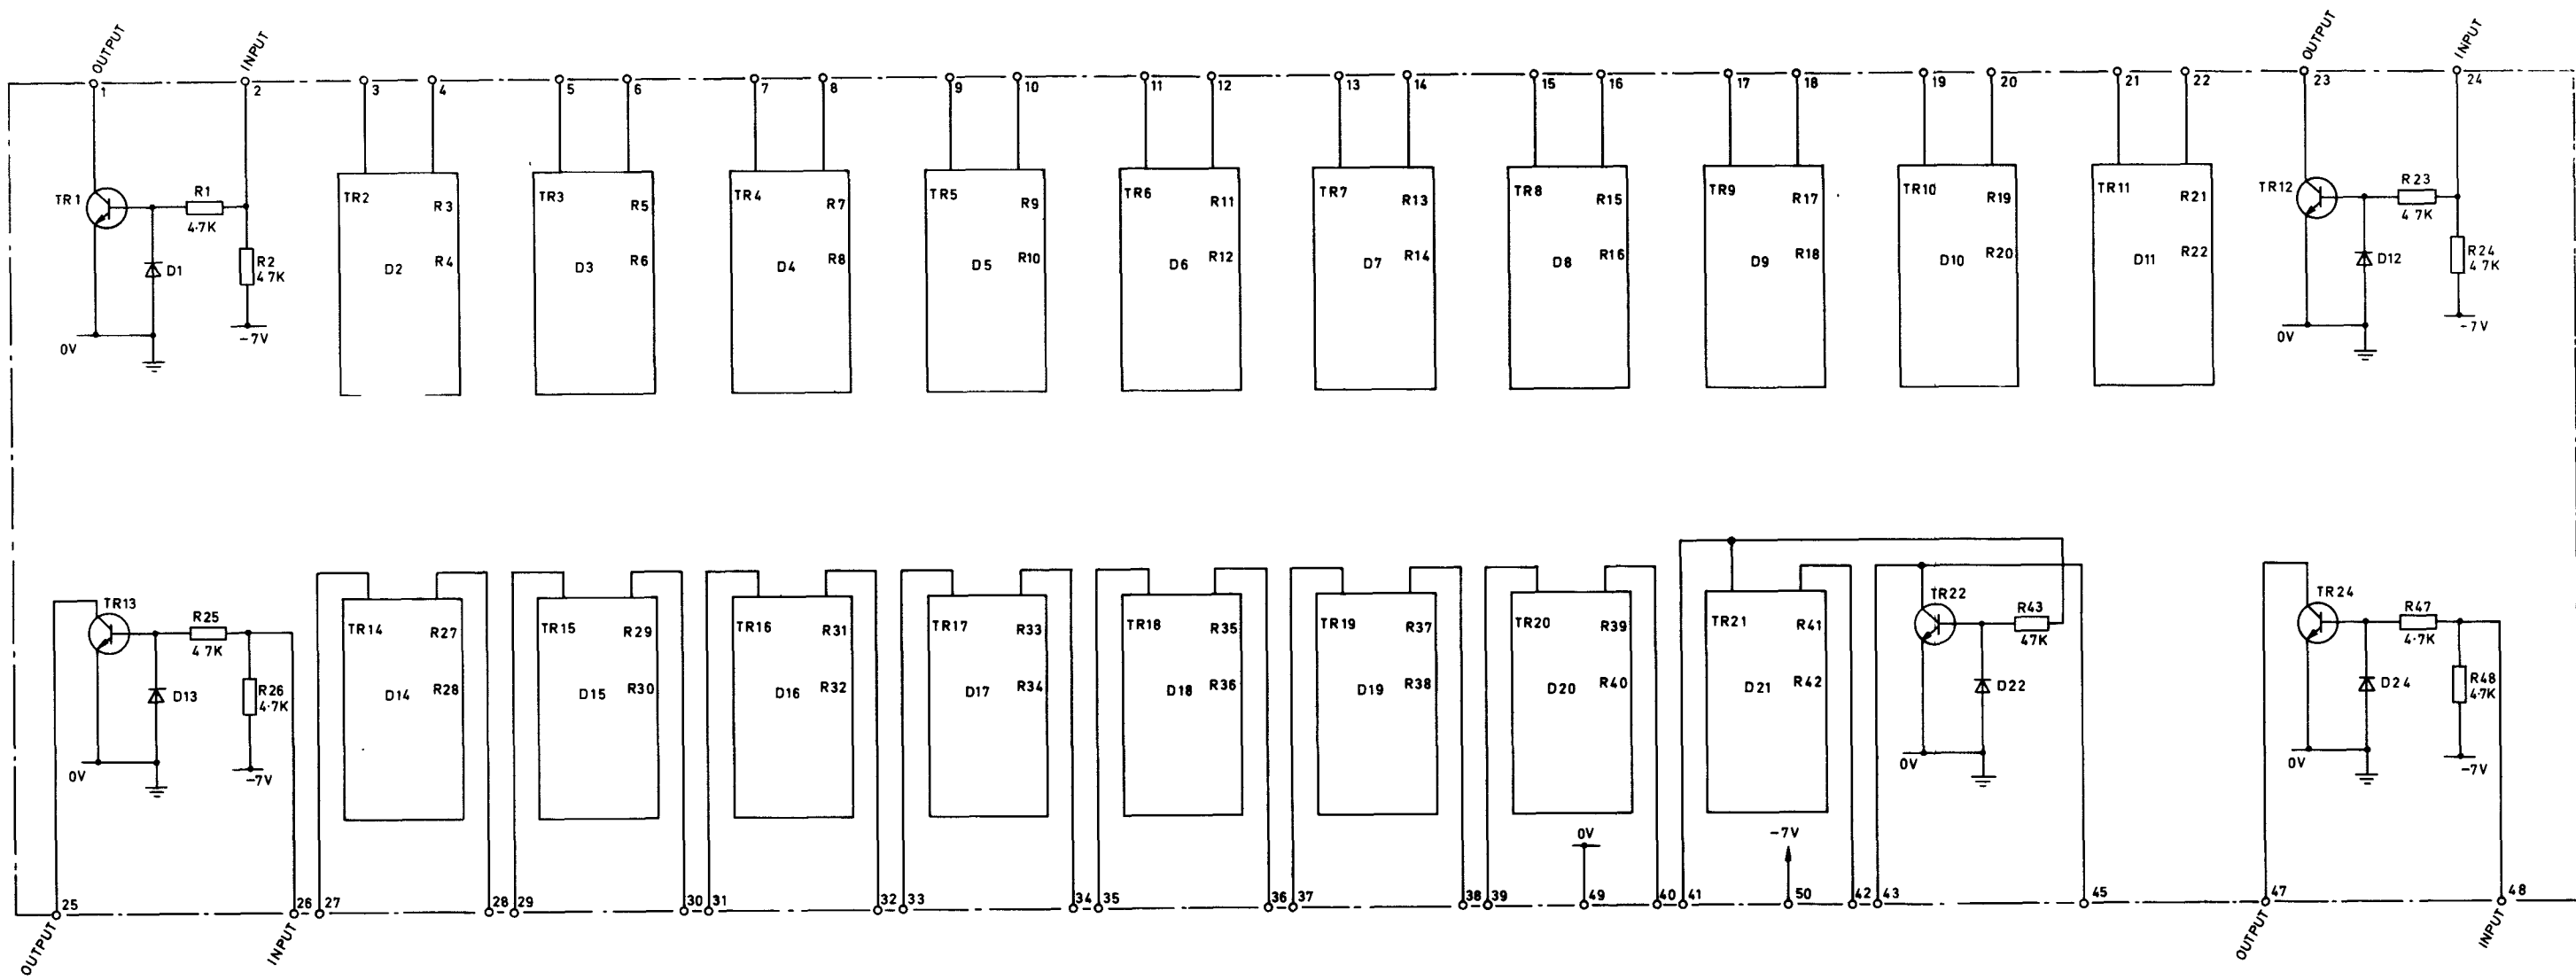 OUTPUT
INPUT
OUTPUT
INPUT
1
2
3
4
5
6
7
8
9
10
11
12
13
14
15
16
17
18
19
20
21
22
23
24
TR1
R1
4.7K
R2
4.7K
D1
0V
-7V
TR2
R3
D2
R4
TR3
R5
D3
R6
TR4
R7
D4
R8
TR5
R9
D5
R10
TR6
R11
D6
R12
TR7
R13
D7
R14
TR8
R15
D8
R16
TR9
R17
D9
R18
TR10
R19
D10
R20
TR11
R21
D11
R22
TR12
R23
4 7K
R24
4 7K
D12
0V
-7V
TR13
R25
4 7K
R26
4.7K
D13
0V
-7V
TR14
R27
D14
R28
TR15
R29
D15
R30
TR16
R31
D16
R32
TR17
R33
D17
R34
TR18
R35
D18
R36
TR19
R37
D19
R38
TR20
R39
D20
R40
0V
TR21
R41
D21
R42
-7V
TR22
R43
47K
D22
0V
TR24
R47
4.7K
R48
4.7K
D24
0V
-7V
25
26
27
28
29
30
31
32
33
34
35
36
37
38
39
49
40
41
50
42
43
45
47
48
OUTPUT
INPUT
OUTPUT
INPUT